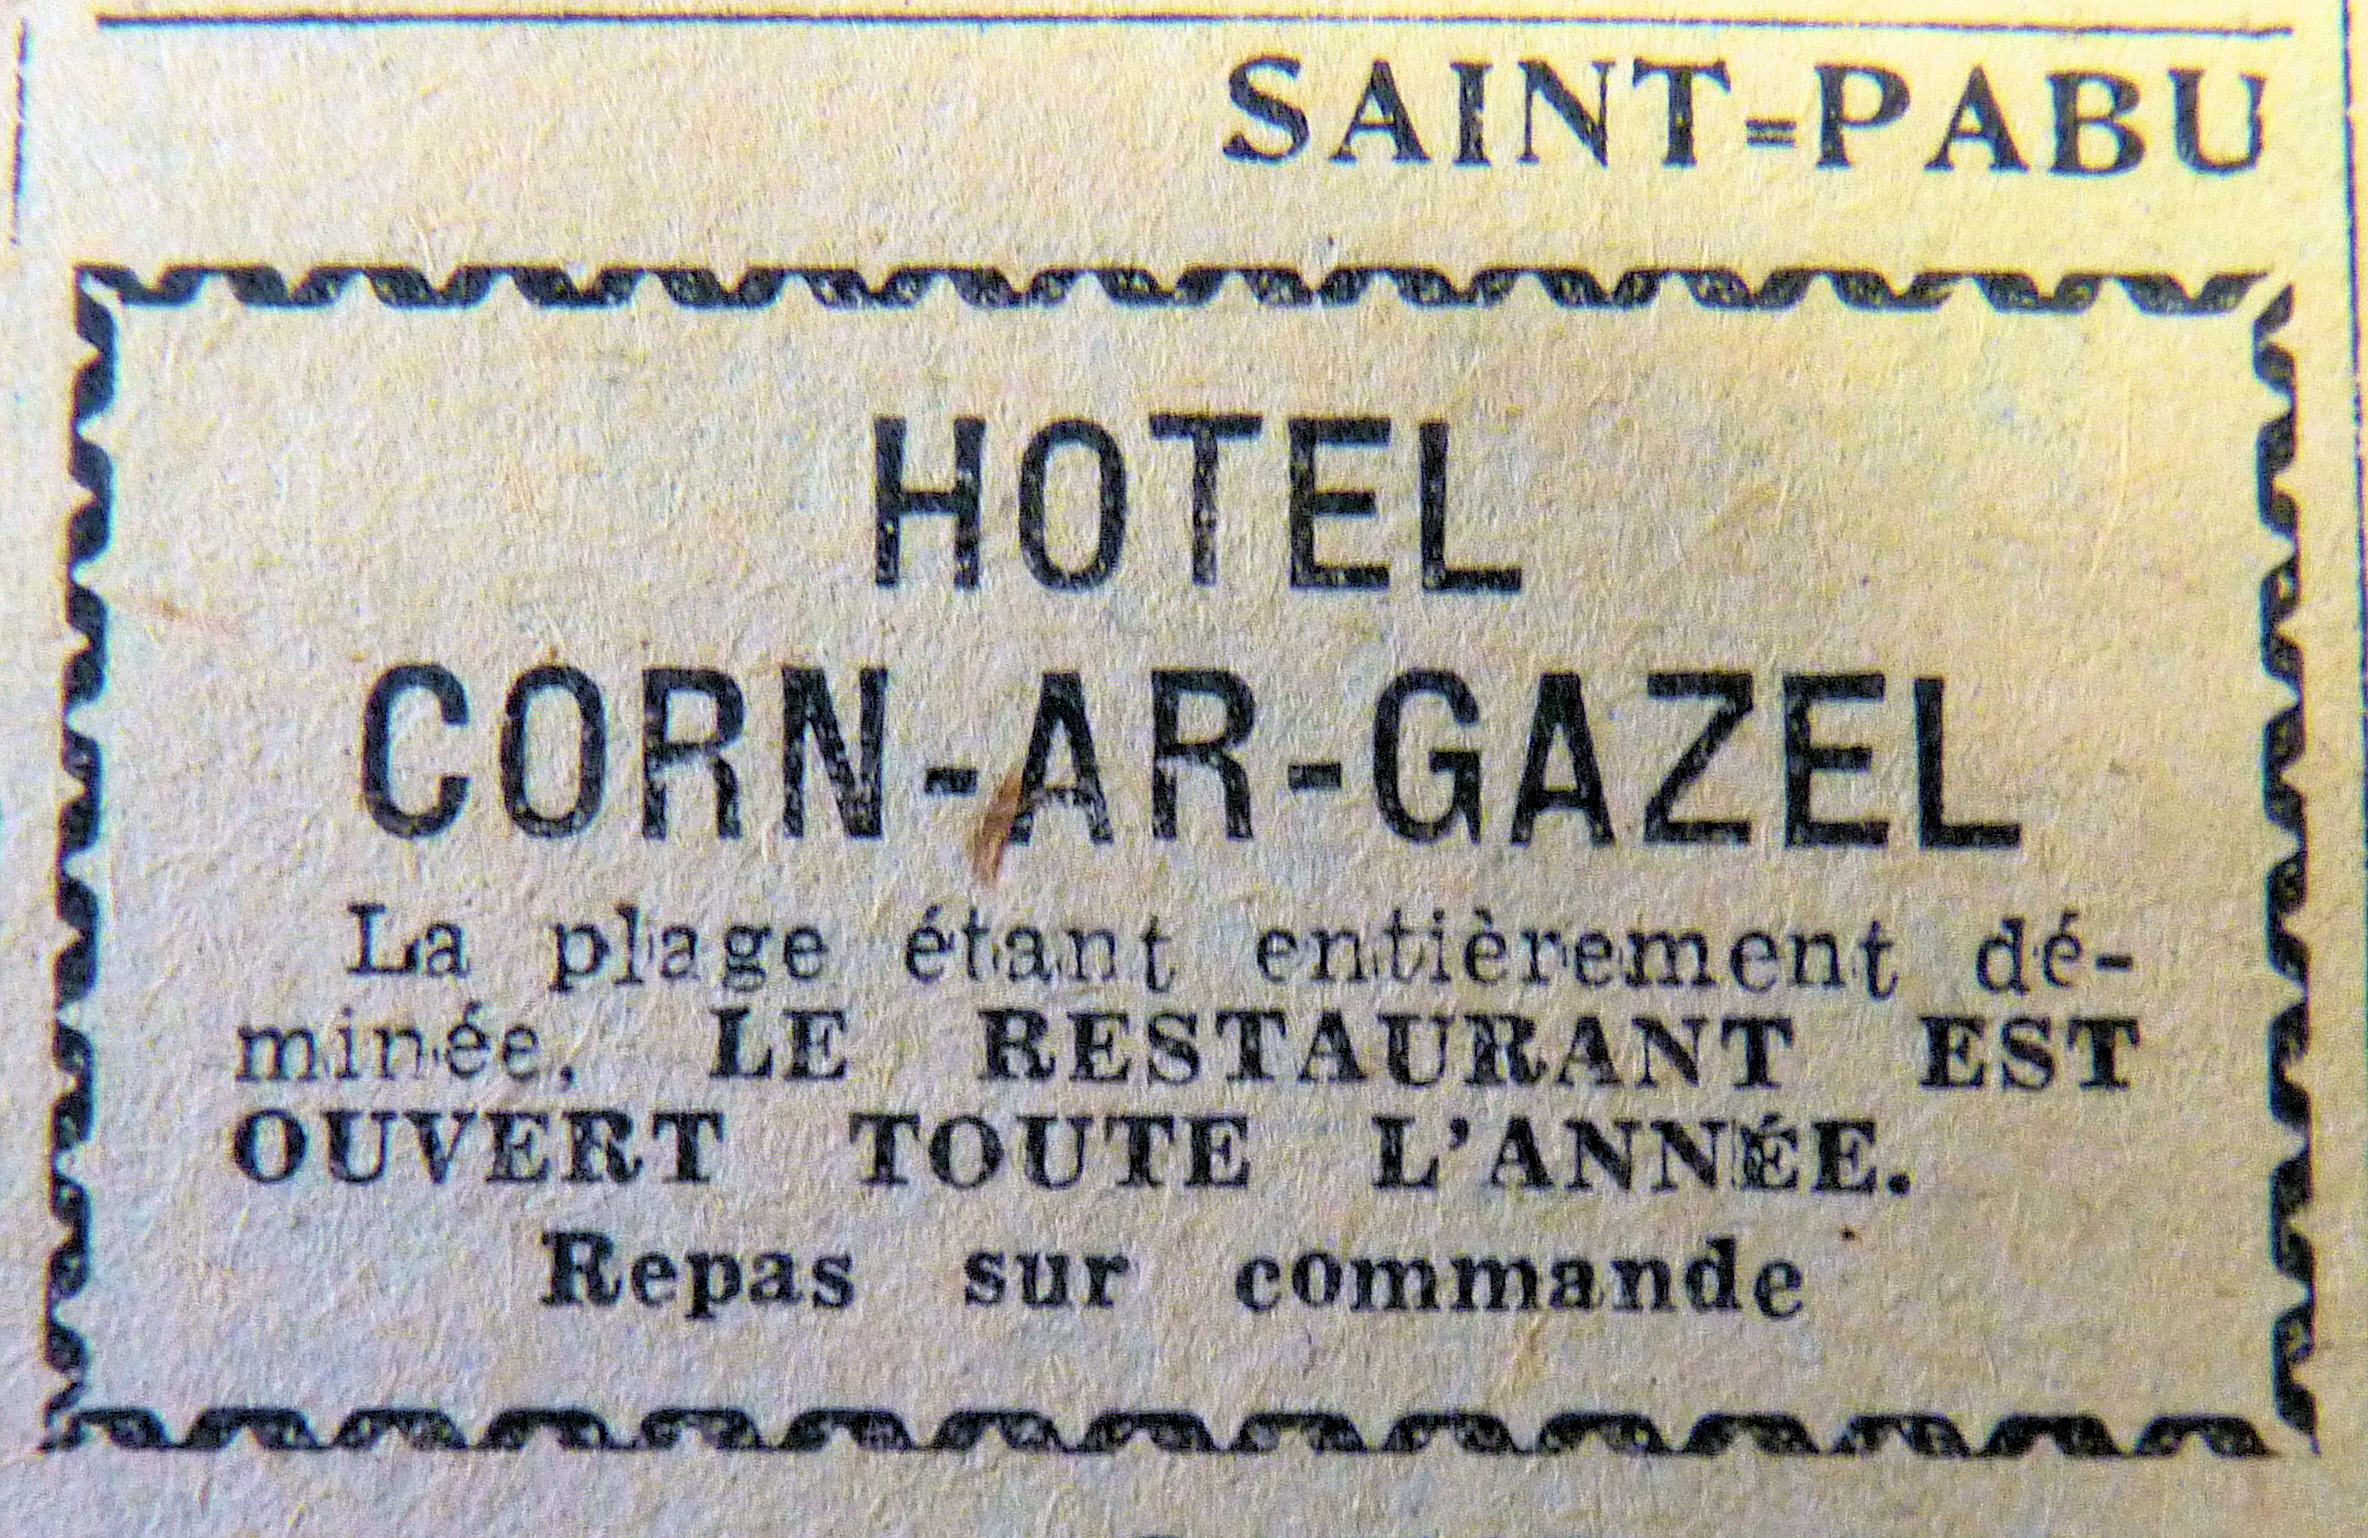 SAINT=PABU
HOTEL
CORN-AR-GAZEL
La plage étant entièrement dé-
minée, LE RESTAURANT EST
OUVERT TOUTE L'ANNÉE.
Repas sur commande